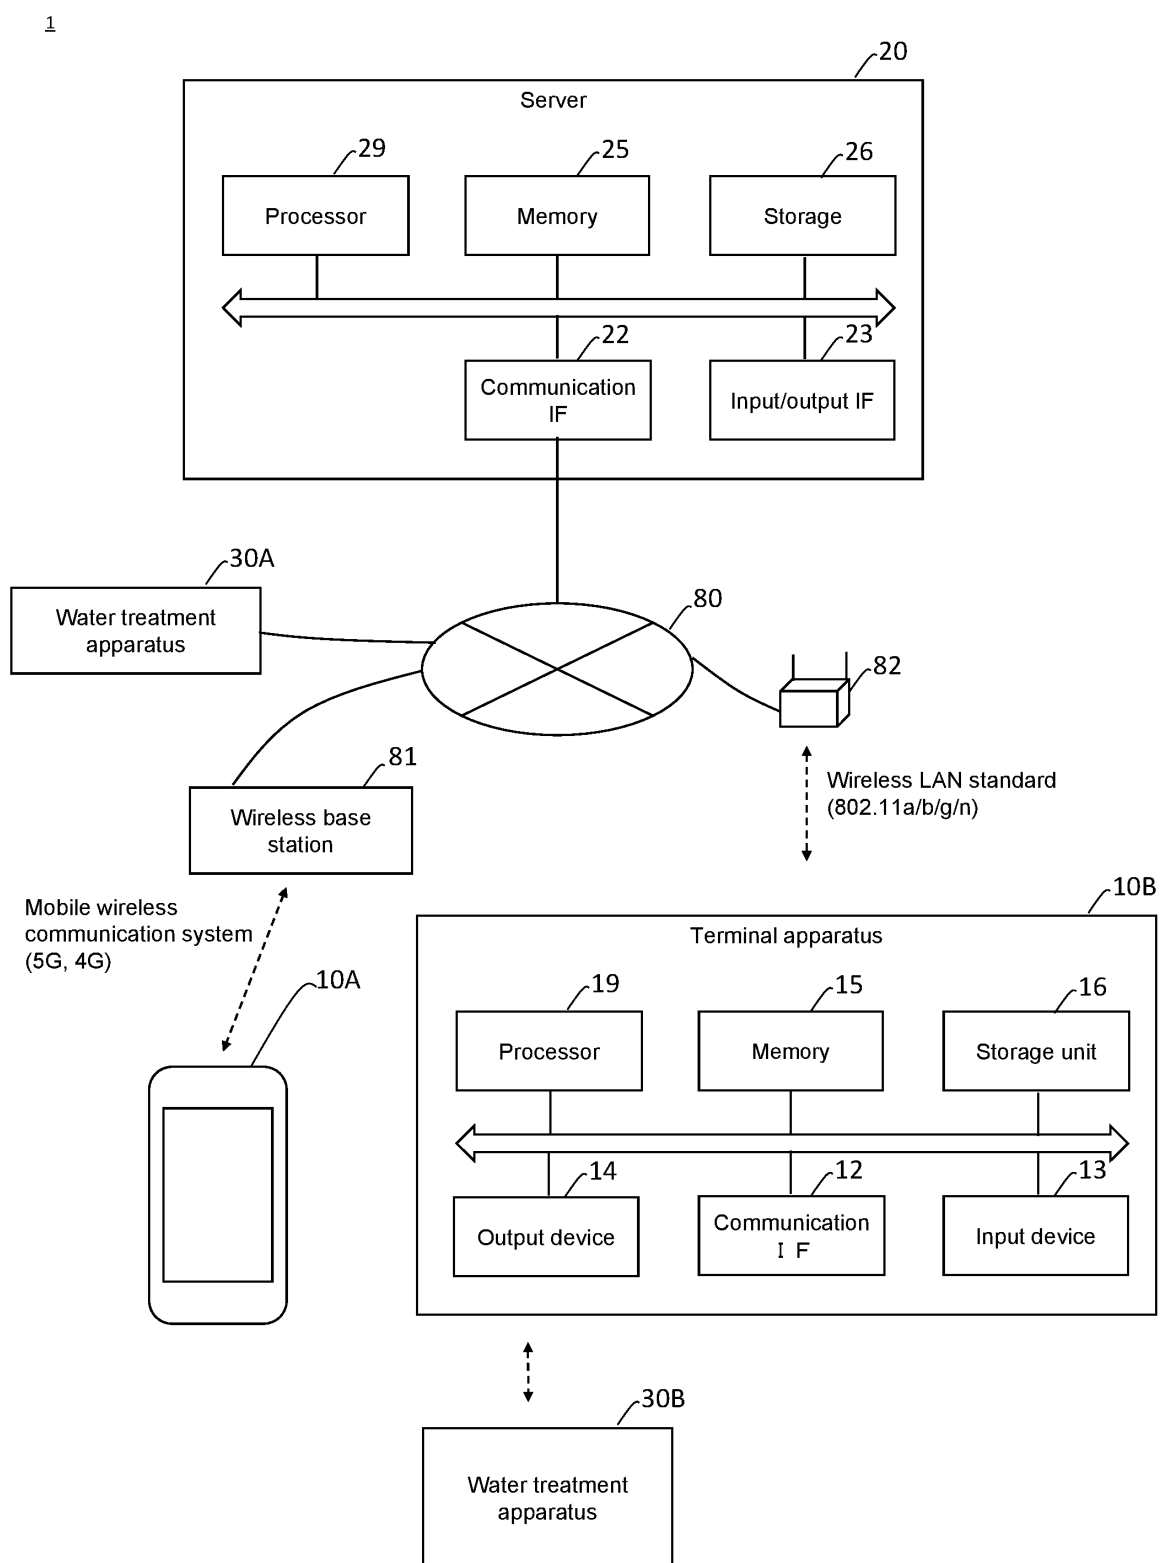 1
20
Server
29
25
26
Processor
Memory
Storage
22
23
Communication
IF
Input/output IF
30A
Water treatment
apparatus
80
82
81
Wireless base
station
Wireless LAN standard
(802.11a/b/g/n)
Mobile wireless
communication system
(5G, 4G)
10A
10B
Terminal apparatus
19
15
16
Processor
Memory
Storage unit
14
12
13
Output device
Communication
I F
Input device
30B
Water treatment
apparatus